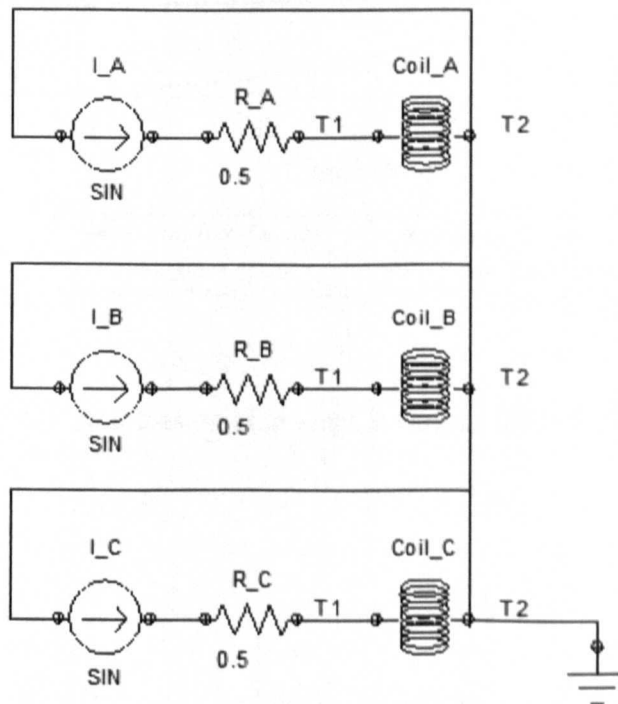 I_A
Coil_A
R_A
T1
T2
SIN
0.5
I_B
Coil_B
R_B
T1
T2
SIN
0.5
I_C
Coil_C
R_C
T1
T2
SIN
0.5